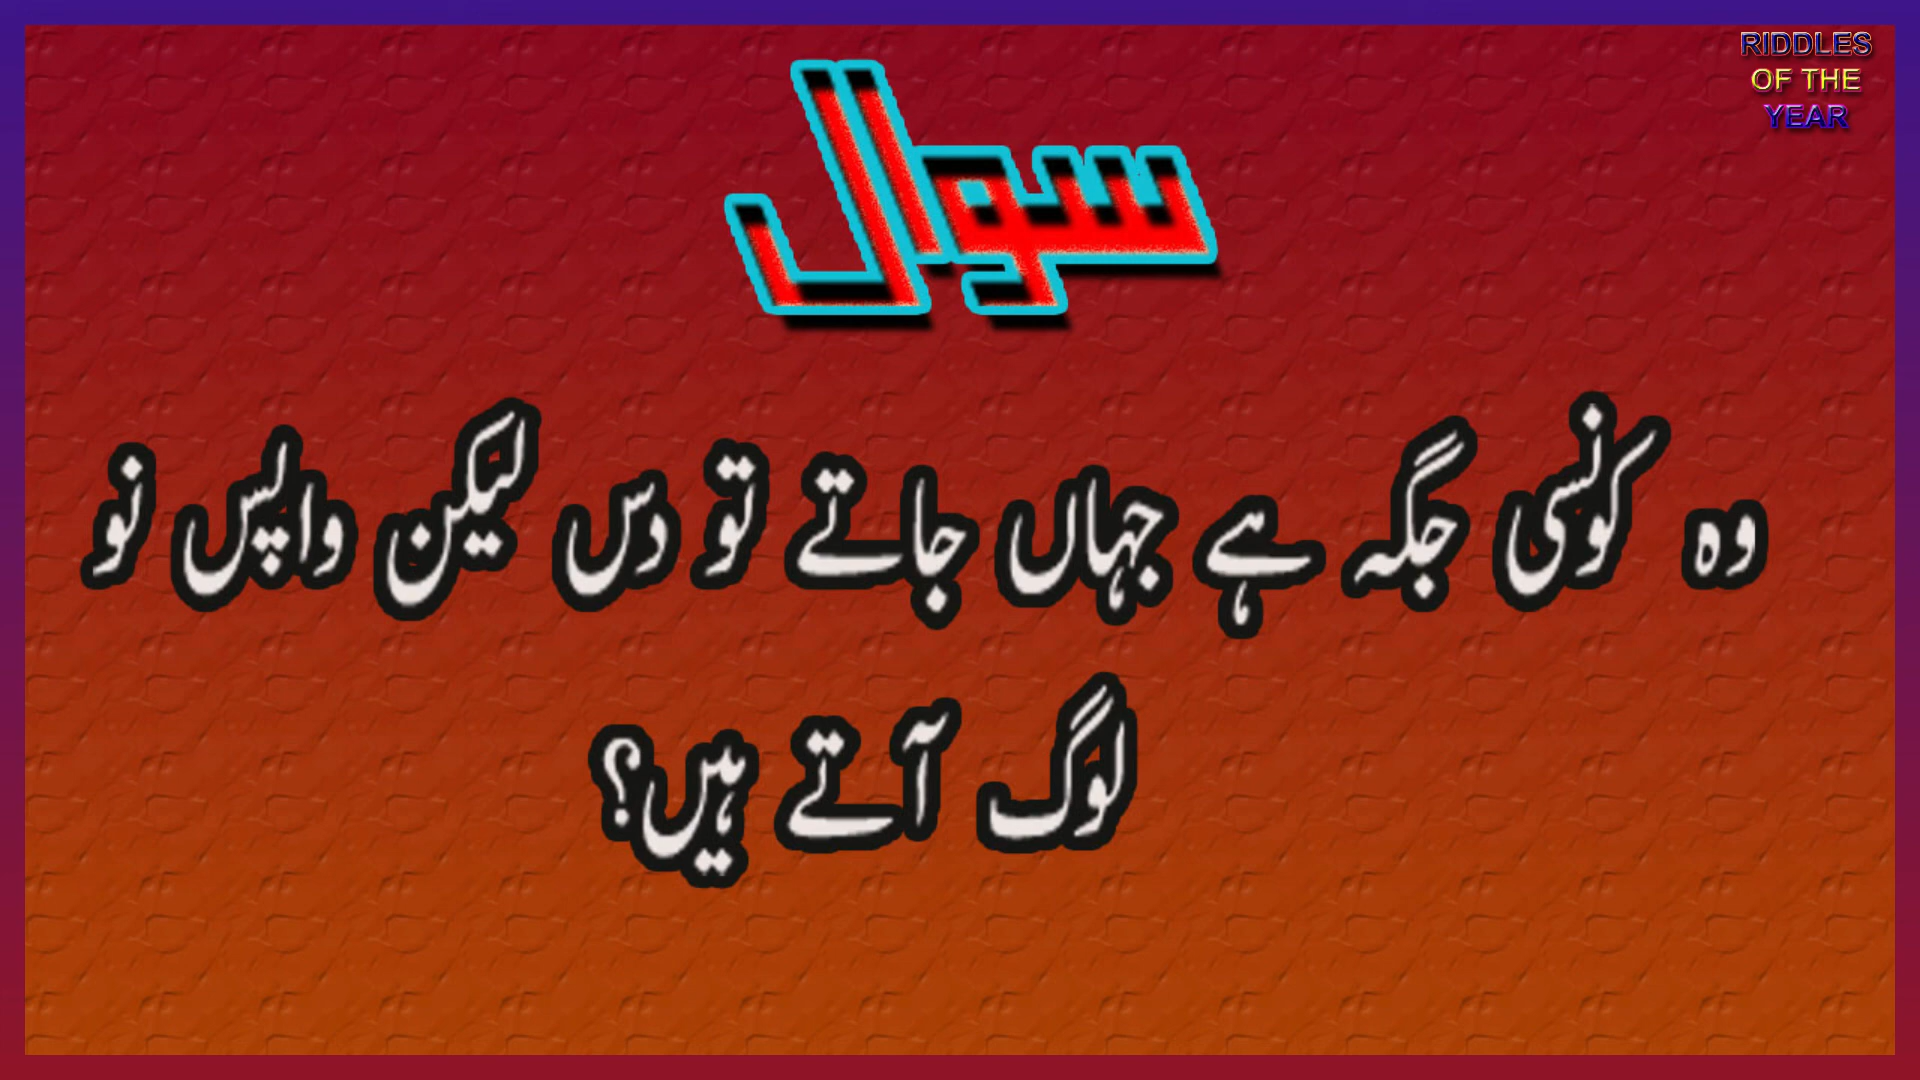 RIDDLES
OF THE
YEAR
سوال
وہ کونسی جگہ ہے جہاں جاتے تو دس لیکن واپس نو
لوگ آتے ہیں؟